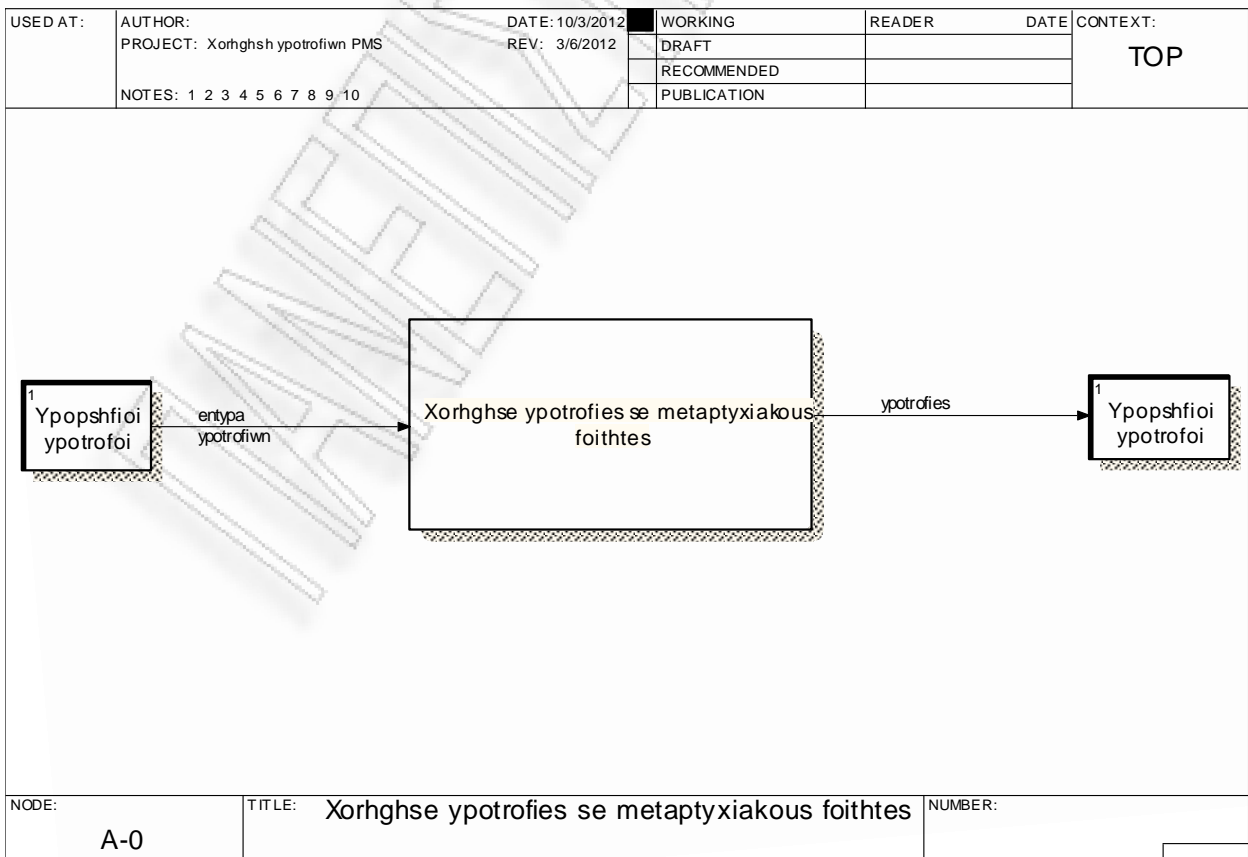 USED AT:
AUTHOR:
DATE: 10/3/2012
PROJECT: Xorhghsh ypotrofiwn PMS
REV: 3/6/2012
NOTES: 1 2 3 4 5 6 7 8 9 10
WORKING
DRAFT
RECOMMENDED
PUBLICATION
READER
DATE
CONTEXT:
TOP
1
Ypopshfioi
ypotrofoi
entypa
ypotrofiwn
Xorhghse ypotrofies se metaptyxiakous
foithtes
ypotrofies
1
Ypopshfioi
ypotrofoi
NODE:
A-0
TITLE:
Xorhghse ypotrofies se metaptyxiakous foithtes
NUMBER: